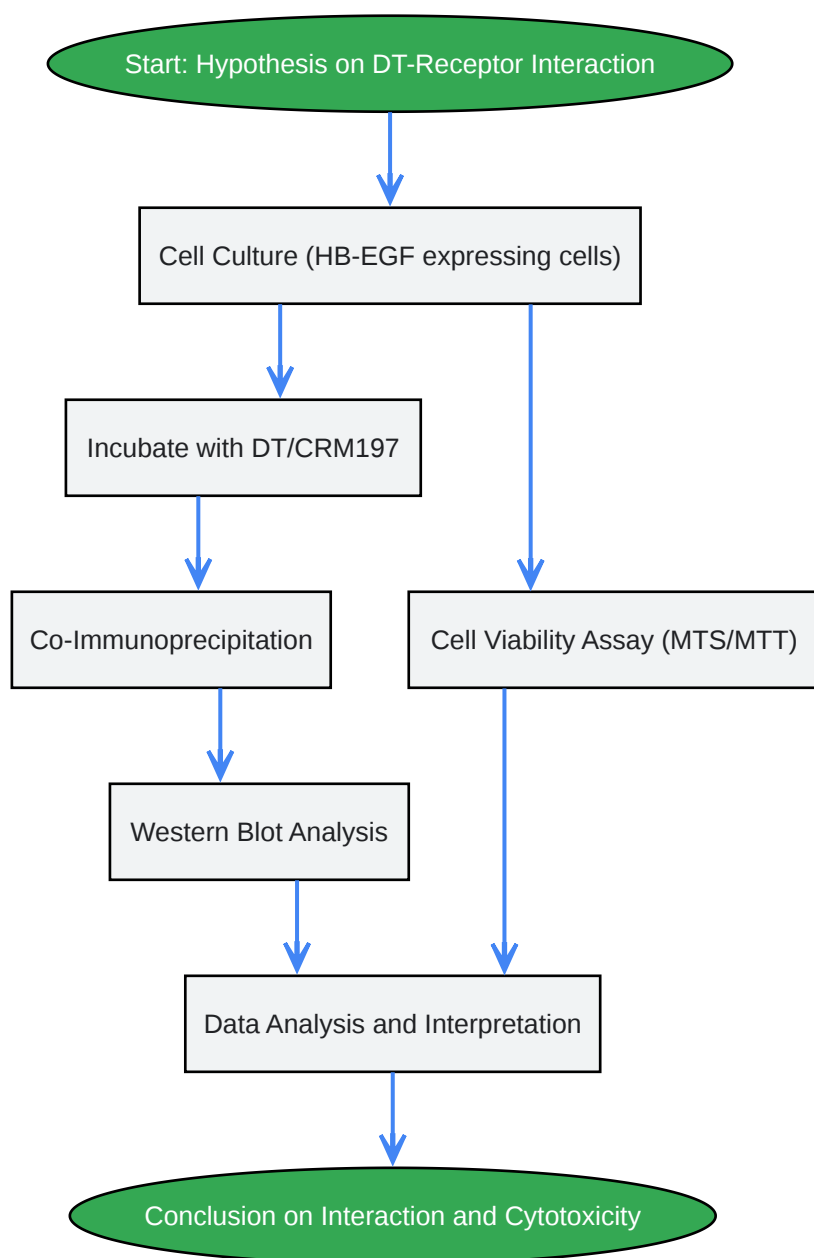 Start: Hypothesis on DT-Receptor Interaction
Cell Culture (HB-EGF expressing cells)
Incubate with DT/CRM197
Co-Immunoprecipitation
Cell Viability Assay (MTS/MTT)
Western Blot Analysis
Data Analysis and Interpretation
Conclusion on Interaction and Cytotoxicity